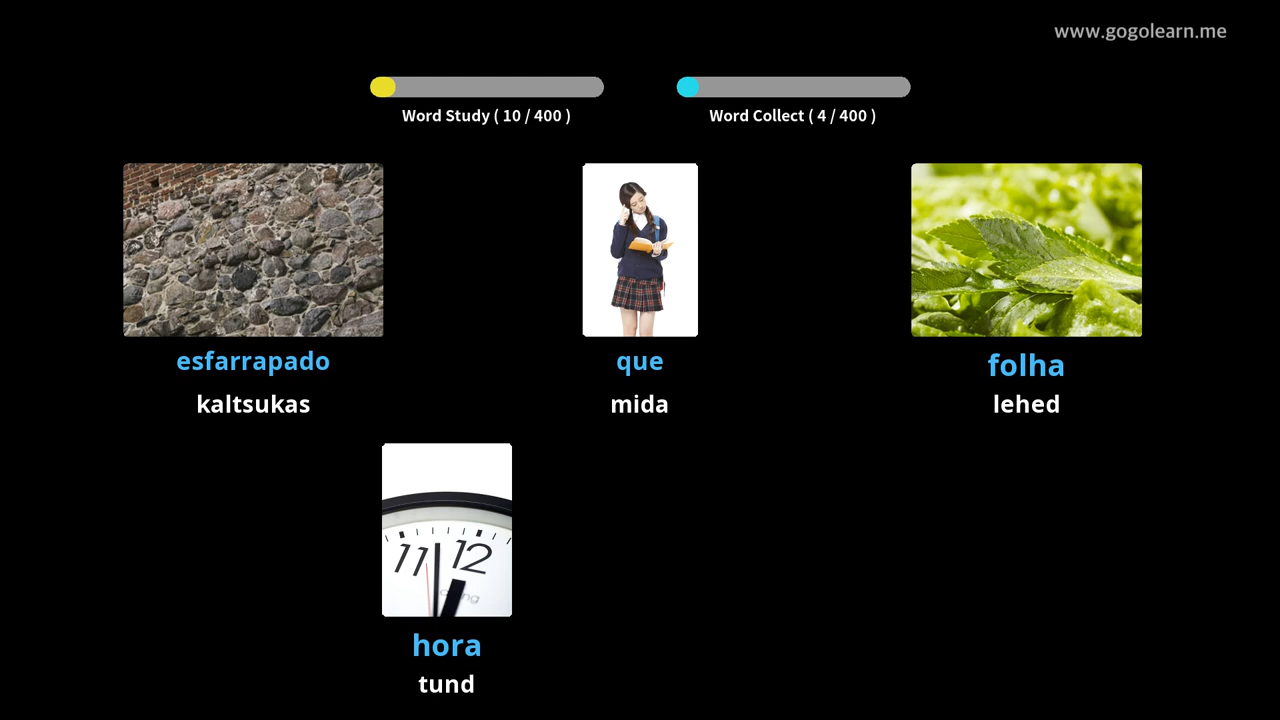 www.gogolearn.me
Word Study ( 10 / 400 )
Word Collect ( 4 / 400 )
esfarrapado
kaltsukas
que
mida
folha
lehed
11 12
hora
tund